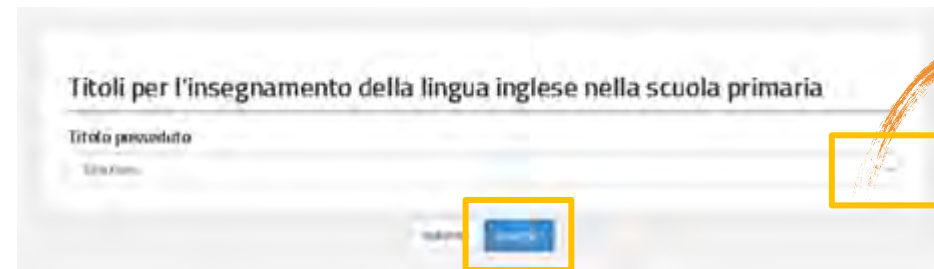 Titoli per l'insegnamento della lingua inglese nella scuola primaria
Titolo posseduto